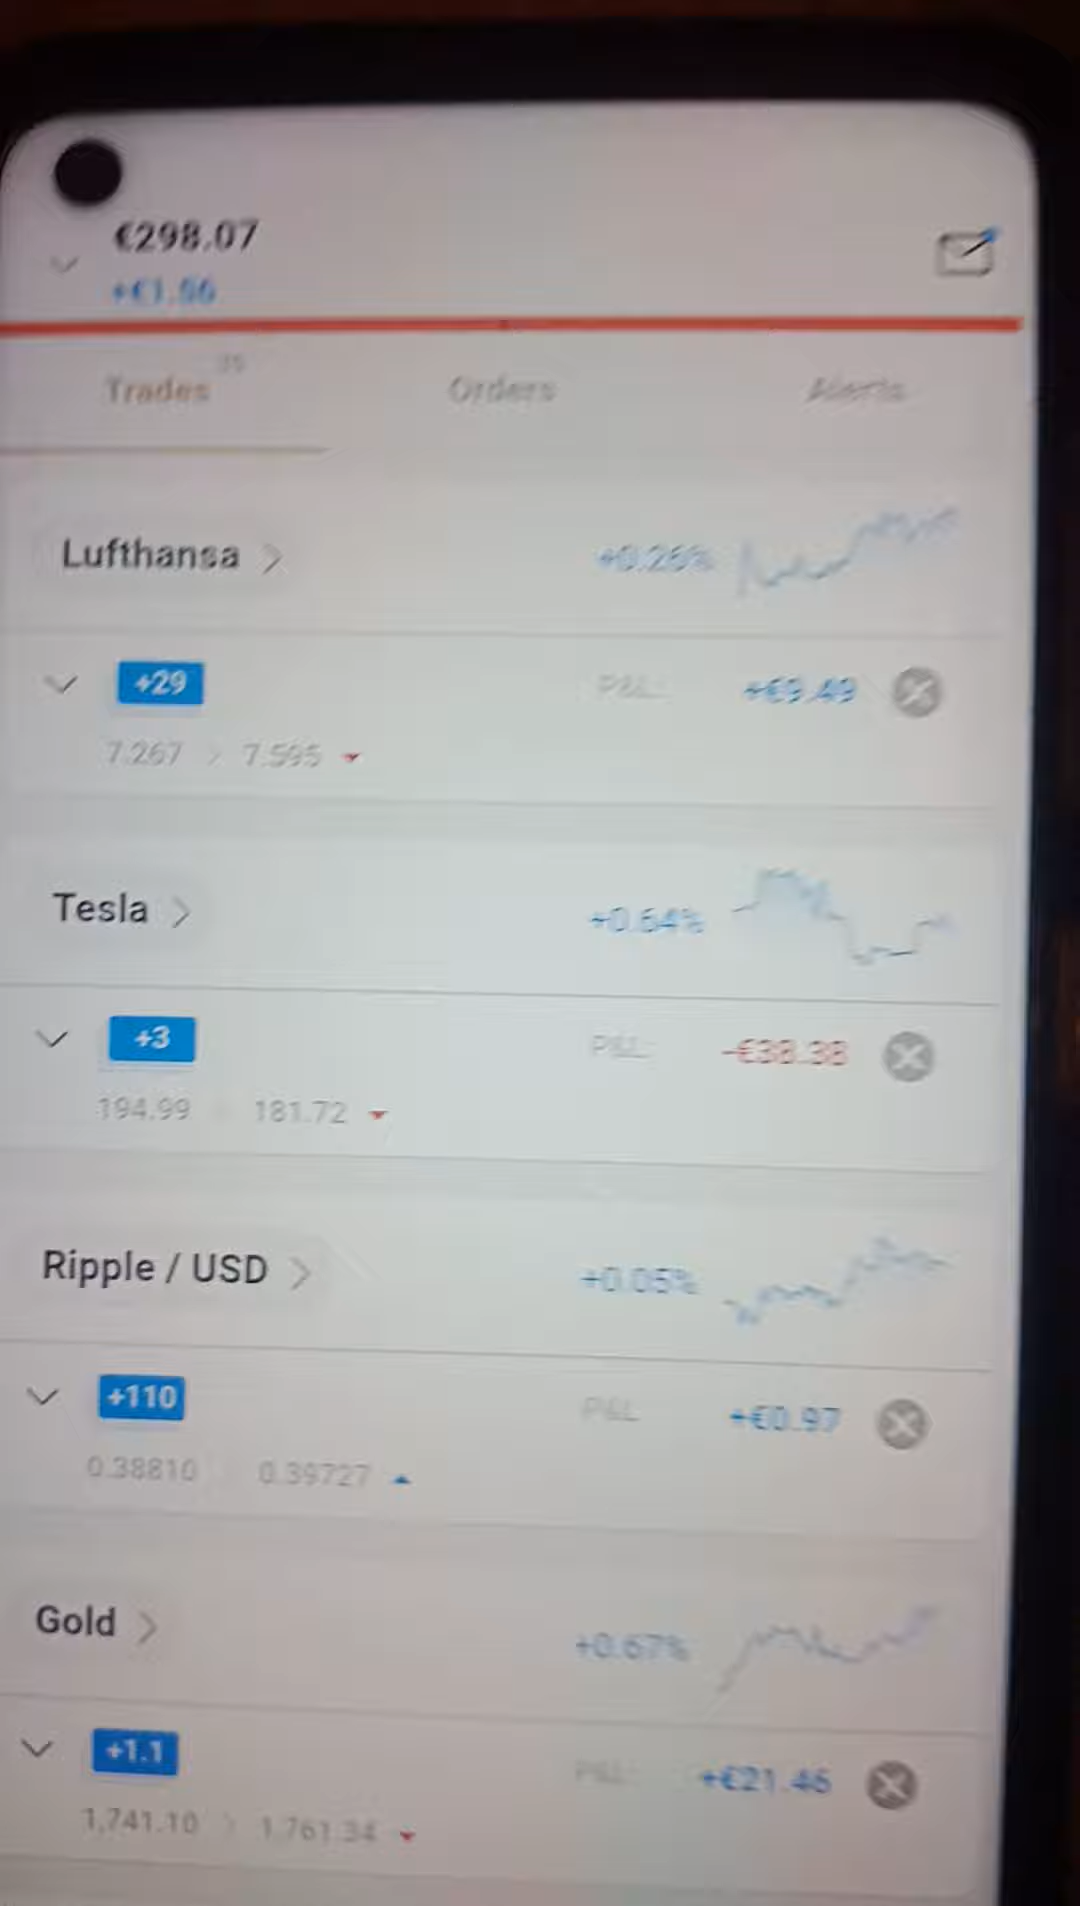 €298.07
+€1.56
Trades
Orders
Alerts
Lufthansa
+0.26%
+29
P&L:
+€9.49
7.267 > 7.595
Tesla
+0.64%
+3
P&L:
-€38.38
194.99 181.72
Ripple / USD
+0.05%
+110
P&L
+€0.97
0.38810 0.39727
Gold
+0.67%
+1.1
P&L:
+€21.46
1,741.10 > 1,761.34